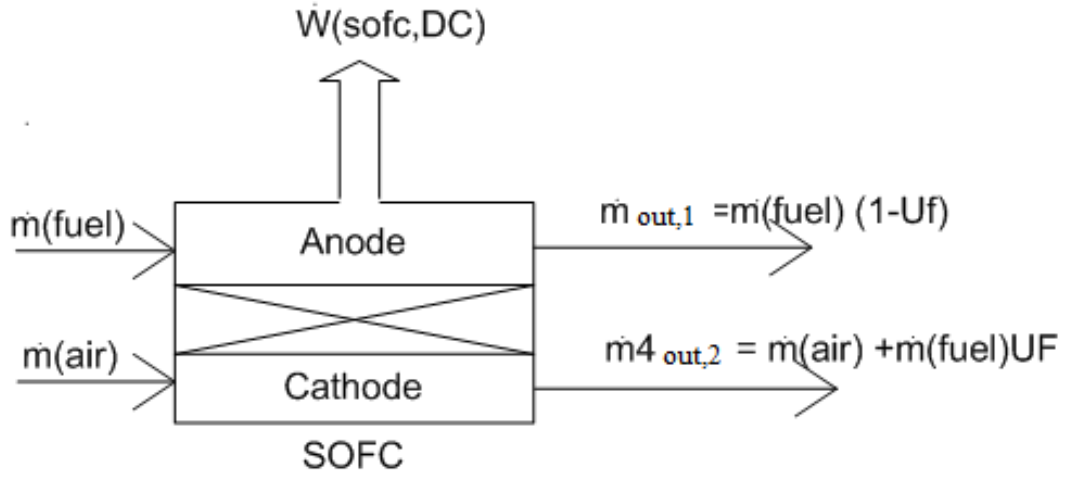 Ẇ(sofc,DC)
ṁ(fuel)
Anode
ṁ out,1 =ṁ(fuel) (1-Uf)
ṁ(air)
Cathode
ṁ4 out,2 = ṁ(air) +ṁ(fuel)UF
SOFC